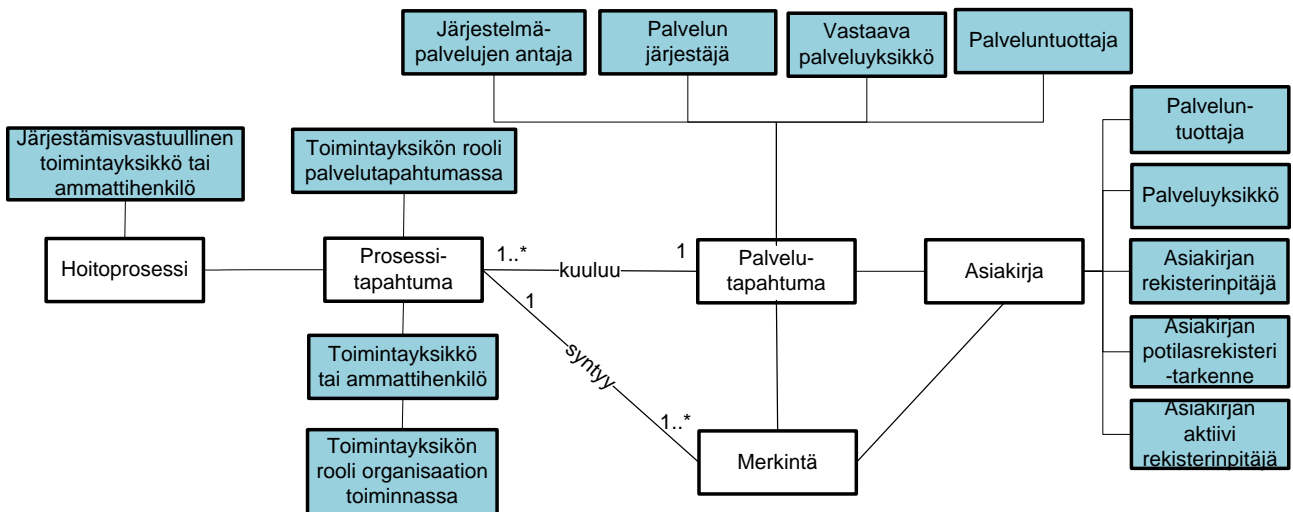 Järjestelmä-
palvelujen antaja
Palvelun
järjestäjä
Vastaava
palveluyksikkö
Palveluntuottaja
Järjestämisvastuullinen
toimintayksikkö tai
ammattihenkilö
Toimintayksikön rooli
palvelutapahtumassa
Palvelun-
tuottaja
Palveluyksikkö
Hoitoprosessi
Prosessi-
tapahtuma
1..*
kuuluu
1
Palvelu-
tapahtuma
Asiakirja
Asiakirjan
rekisterinpitäjä
1
syntyy
1..*
Toimintayksikkö
tai ammattihenkilö
Asiakirjan
potilasrekisteri
-tarkenne
Toimintayksikön
rooli organisaation
toiminnassa
Merkintä
Asiakirjan
aktiivi
rekisterinpitäjä